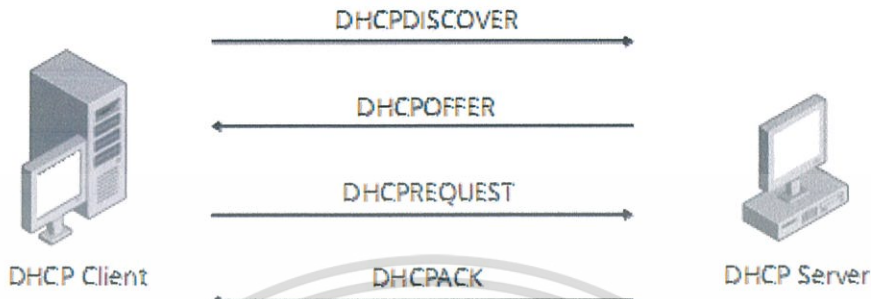 DHCPDISCOVER
DHCPOFFER
DHCPREQUEST
DHCP Client
DHCPACK
DHCP Server